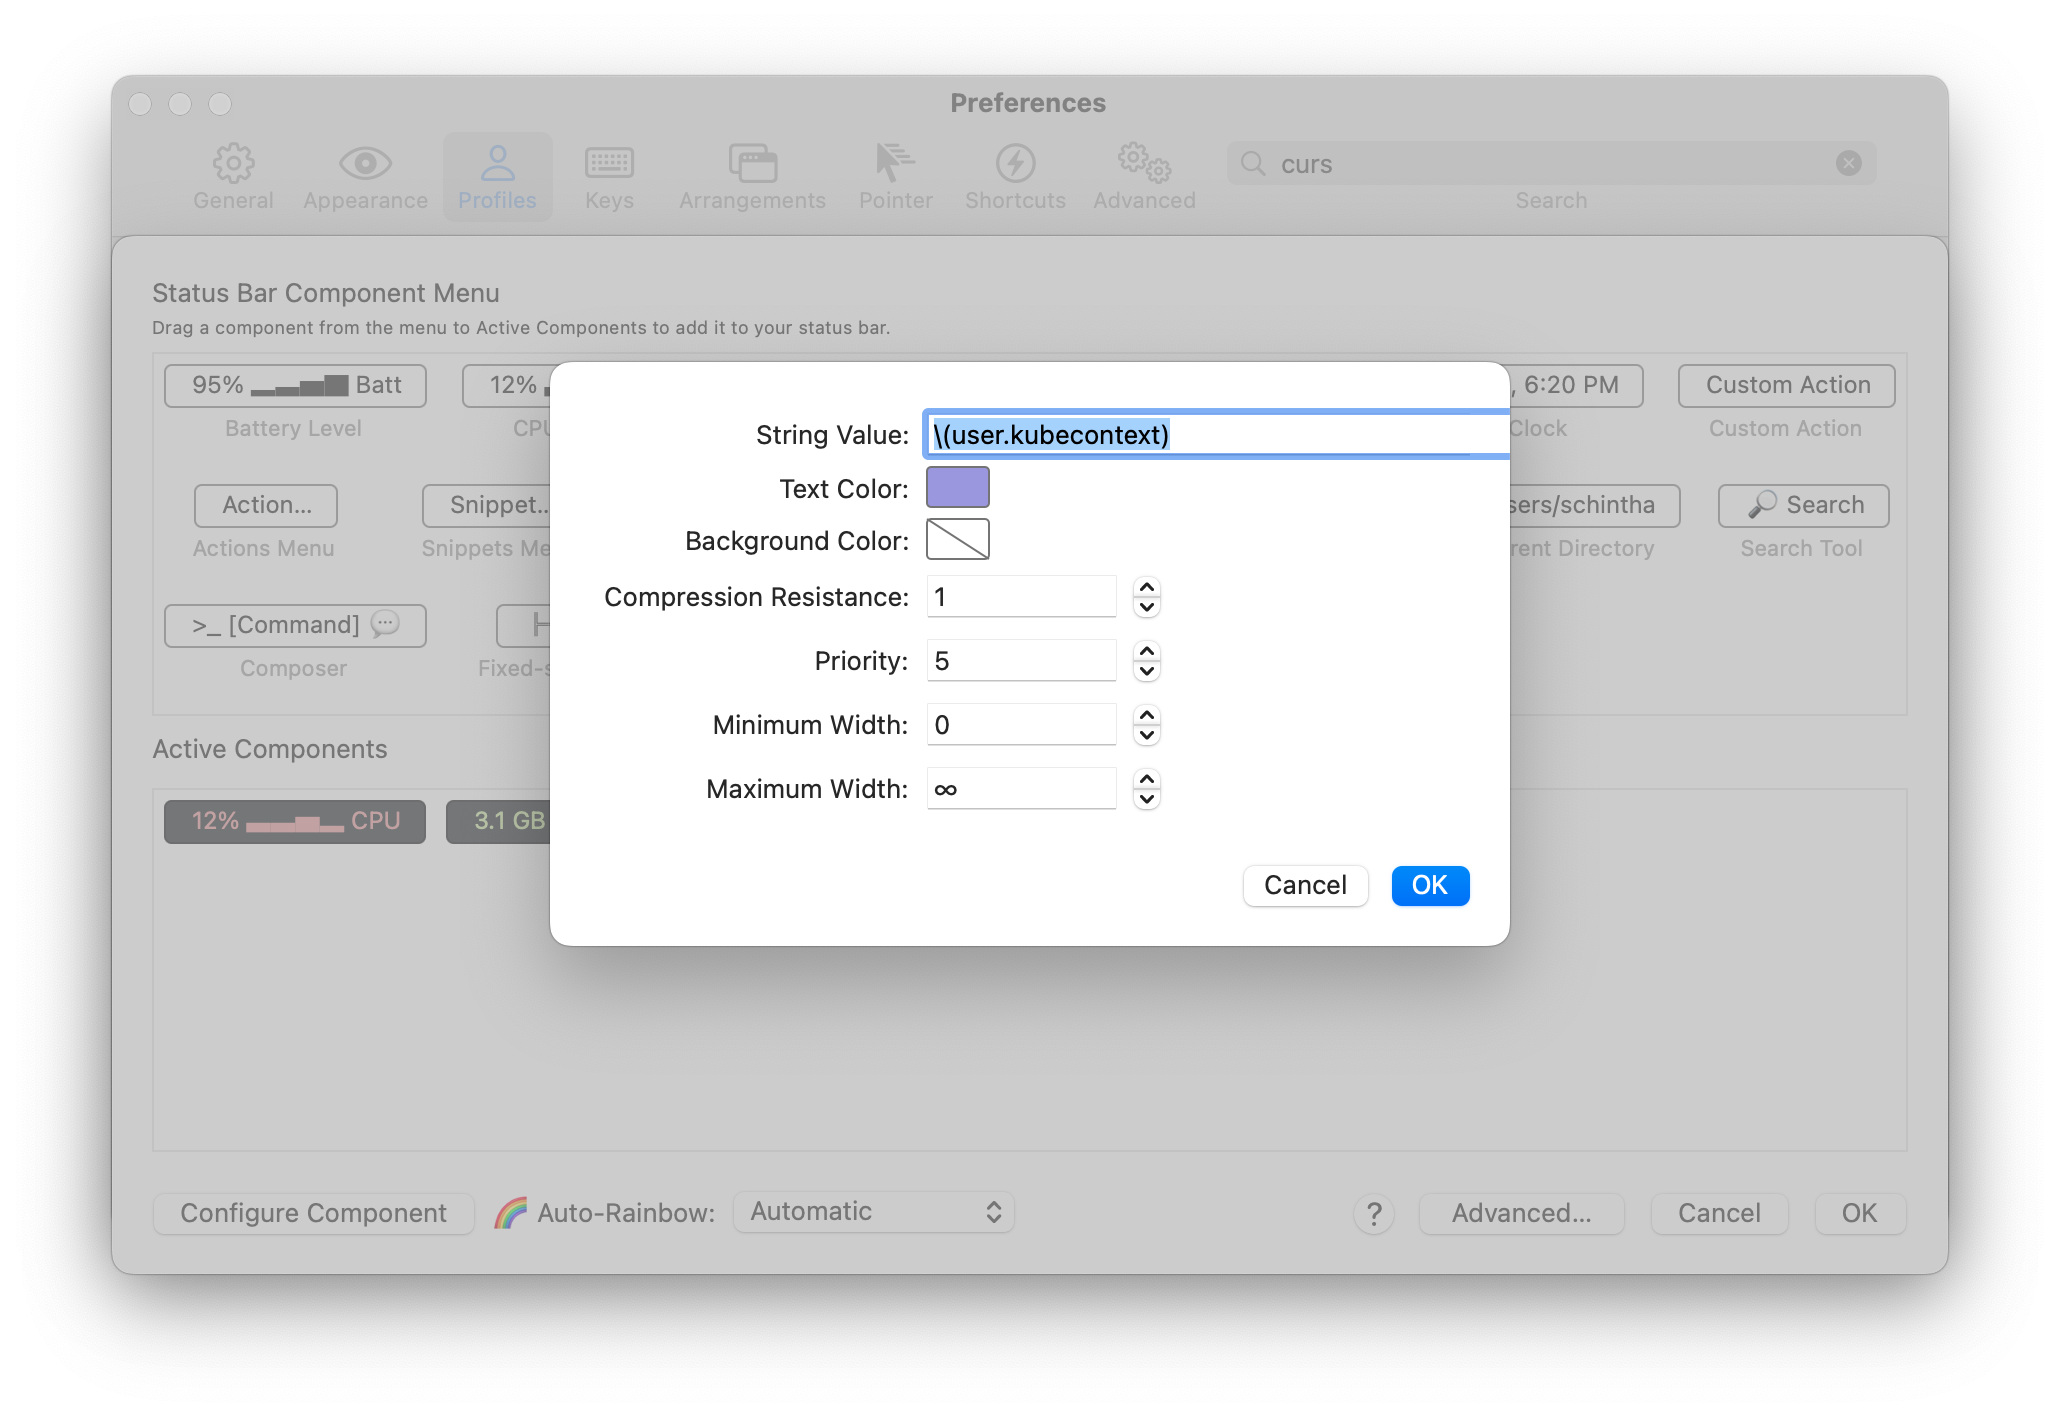 Preferences
General
Appearance
Profiles
Keys
Arrangements
Pointer
Shortcuts
Advanced
curs
Search
Status Bar Component Menu
Drag a component from the menu to Active Components to add it to your status bar.
95% Batt
12%
, 6:20 PM
Custom Action
Battery Level
CPU
Clock
Custom Action
Action...
Snippet..
sers/schintha
Search
Actions Menu
Snippets Me
rent Directory
Search Tool
>_ [Command]
Composer
Fixed-s
Active Components
12% CPU
3.1 GB
String Value: \(user.kubecontext)
Text Color:
Background Color:
Compression Resistance: 1
Priority: 5
Minimum Width: 0
Maximum Width: ∞
Cancel
OK
Configure Component
Auto-Rainbow: Automatic
?
Advanced...
Cancel
OK